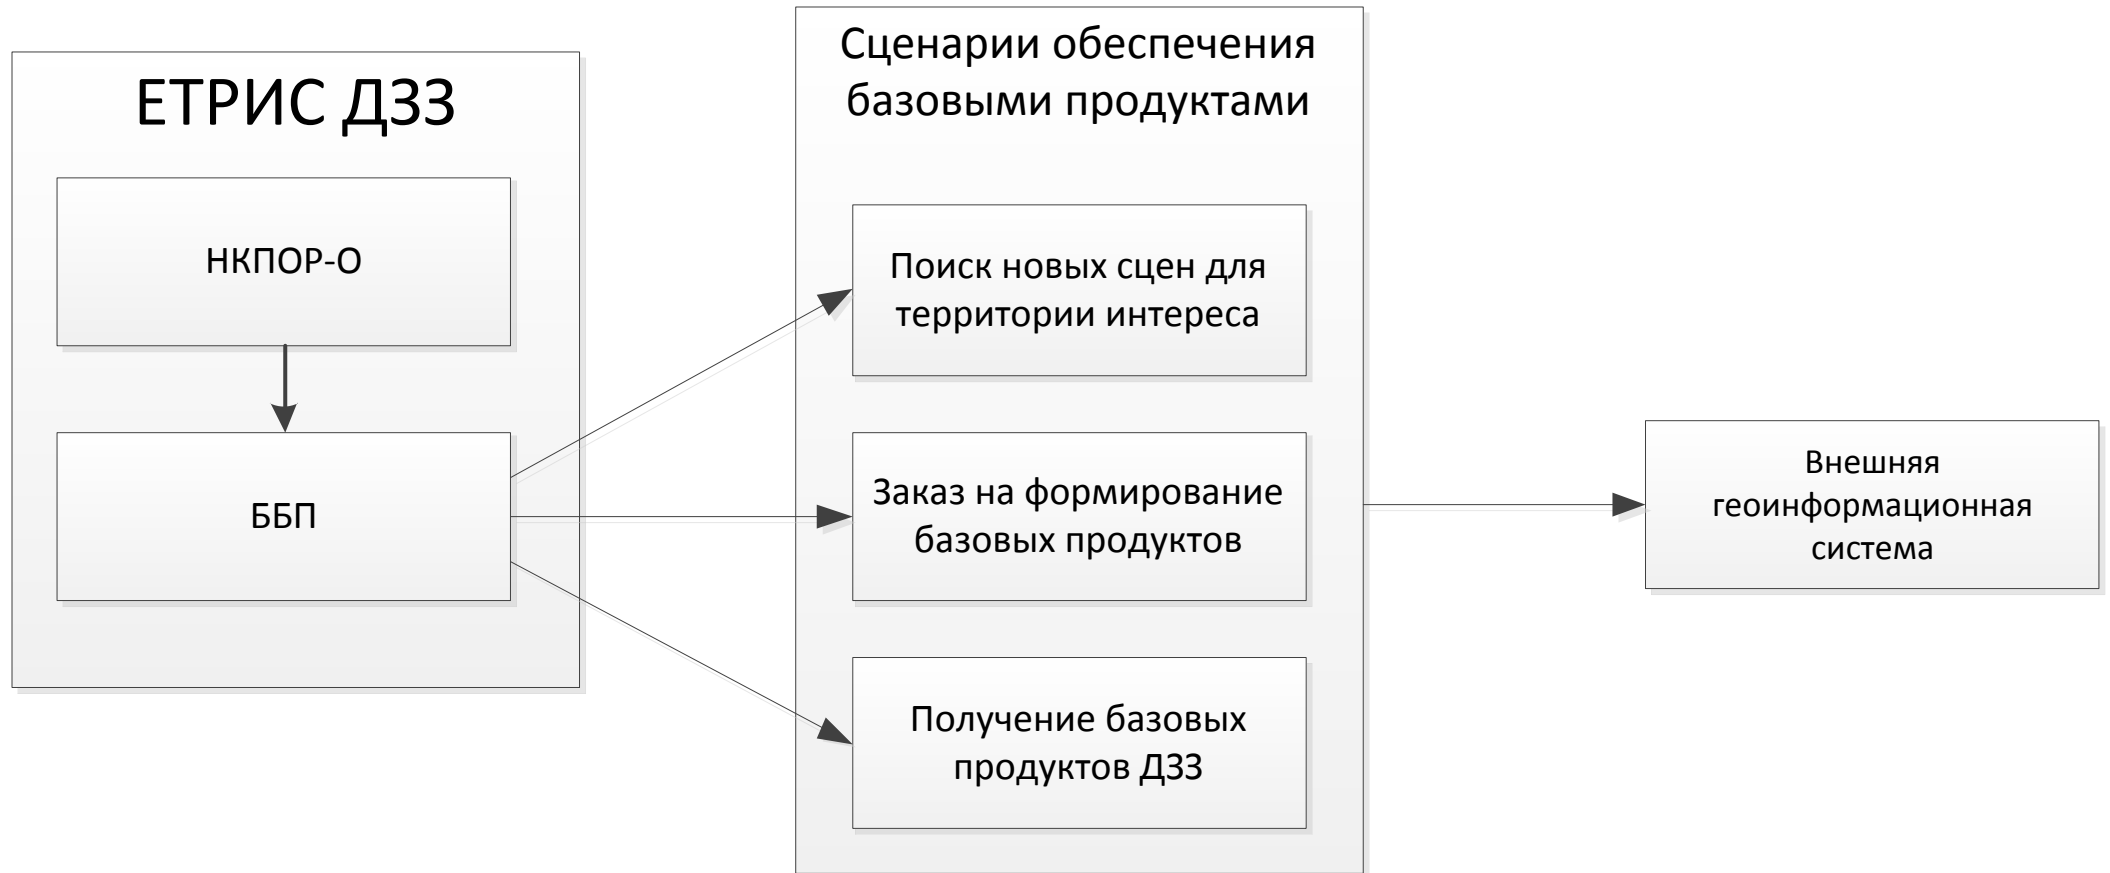 ЕТРИС ДЗЗ
НКПОР-О
ББП
Сценарии обеспечения
базовыми продуктами
Поиск новых сцен для
территории интереса
Заказ на формирование
базовых продуктов
Получение базовых
продуктов ДЗЗ
Внешняя
геоинформационная
система